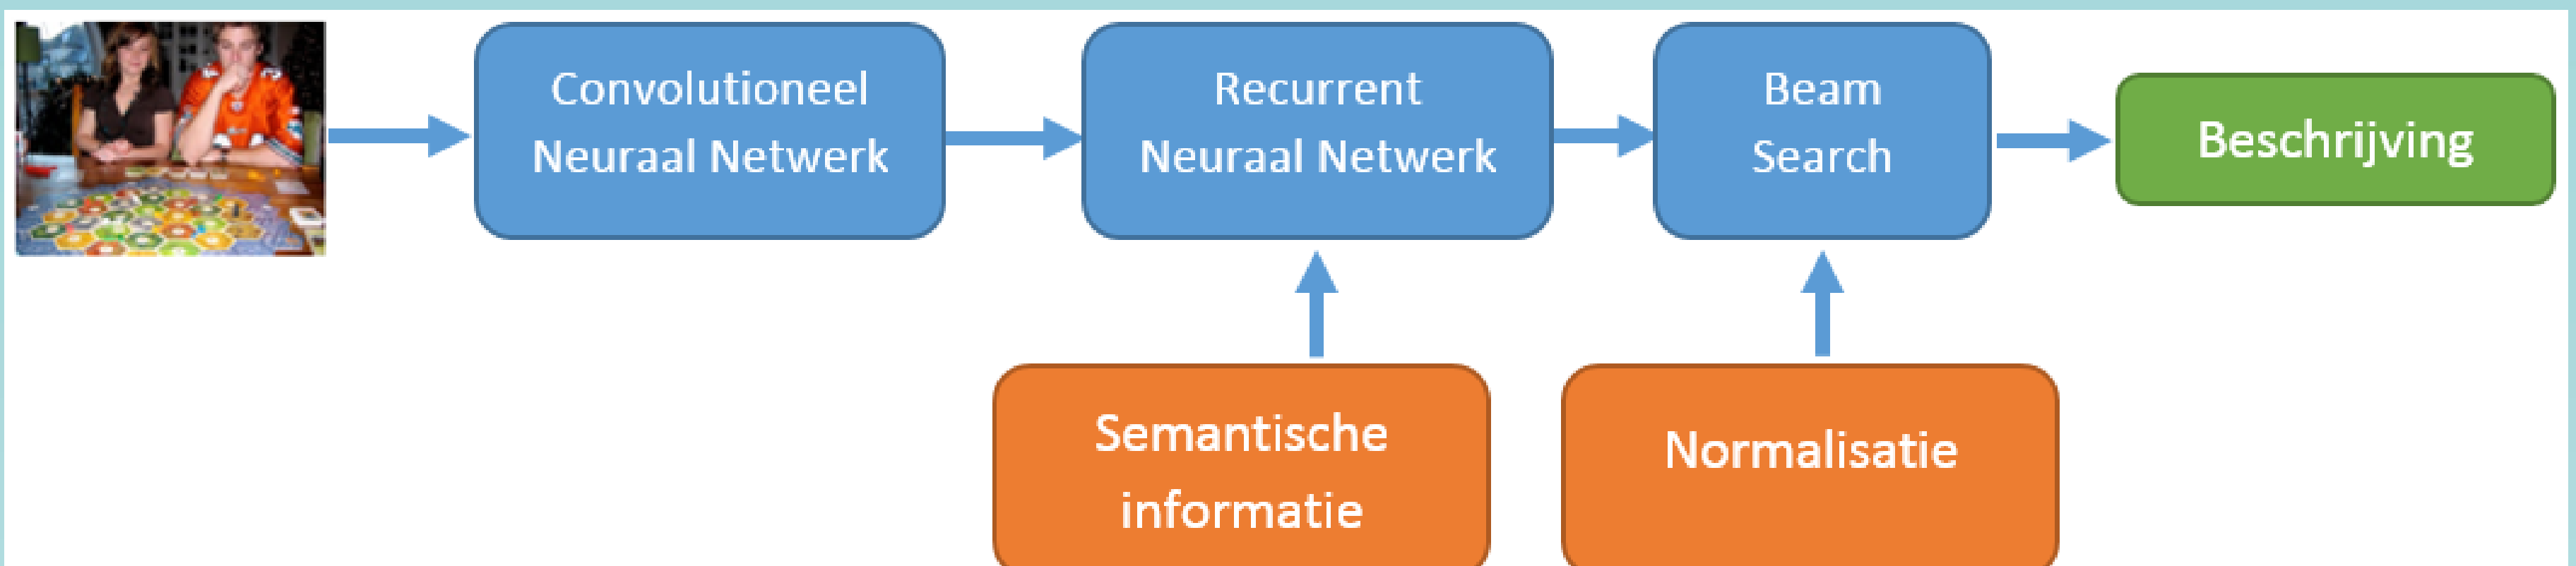 Convolutioneel
Neuraal Netwerk
Recurrent
Neuraal Netwerk
Beam
Search
Beschrijving
Semantische
informatie
Normalisatie